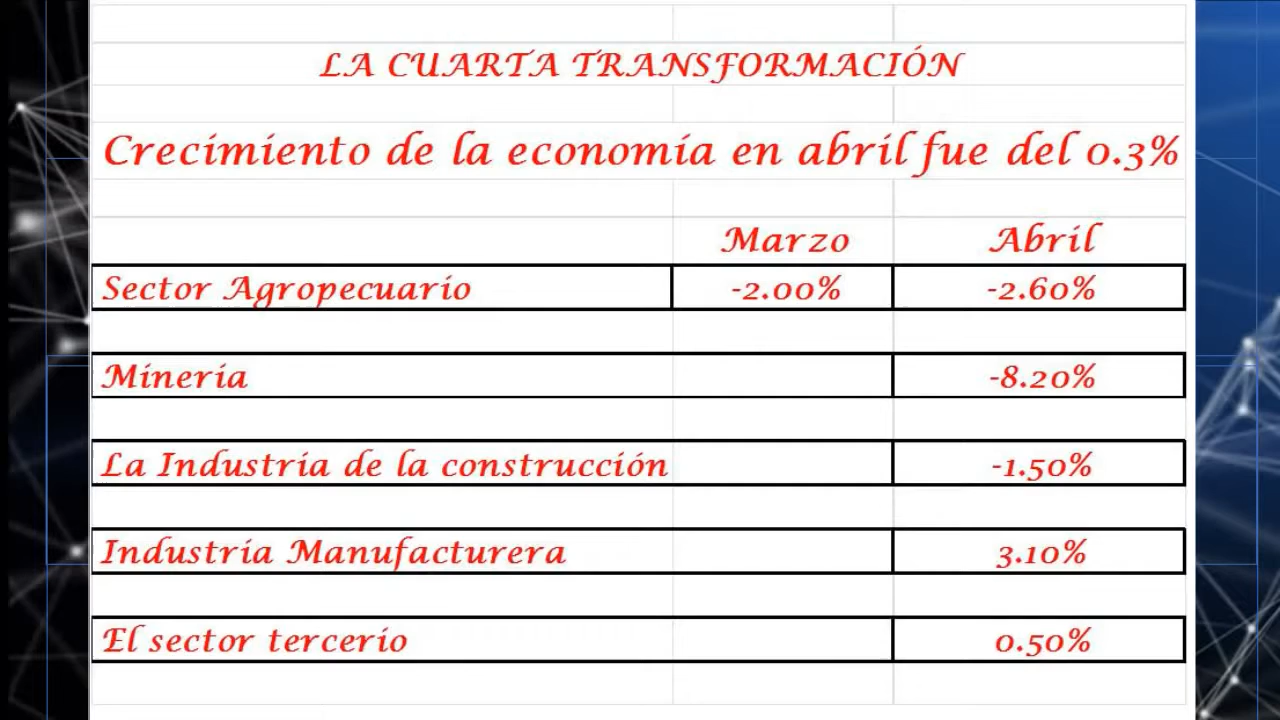 LA CUARTA TRANSFORMACIÓN
Crecimiento de la economía en abril fue del 0.3%
Marzo Abril
Sector Agropecuario -2.00% -2.60%
Minería -8.20%
La Industria de la construcción -1.50%
Industria Manufacturera 3.10%
El sector tercerio 0.50%